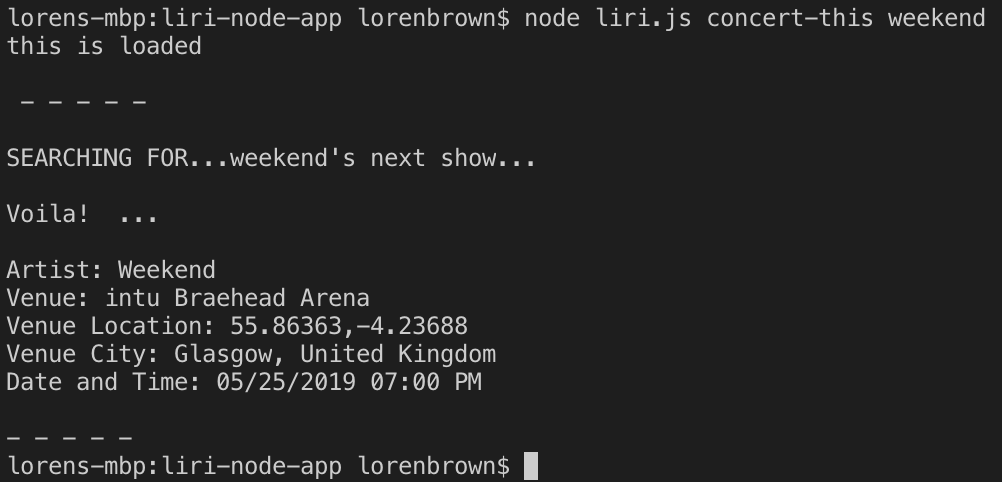 lorens-mbp:liri-node-app lorenbrown$ node liri.js concert-this weekend
this is loaded
- - - - -
SEARCHING FOR...weekend's next show...
Voila!  ...
Artist: Weekend
Venue: intu Braehead Arena
Venue Location: 55.86363,-4.23688
Venue City: Glasgow, United Kingdom
Date and Time: 05/25/2019 07:00 PM
- - - - -
lorens-mbp:liri-node-app lorenbrown$